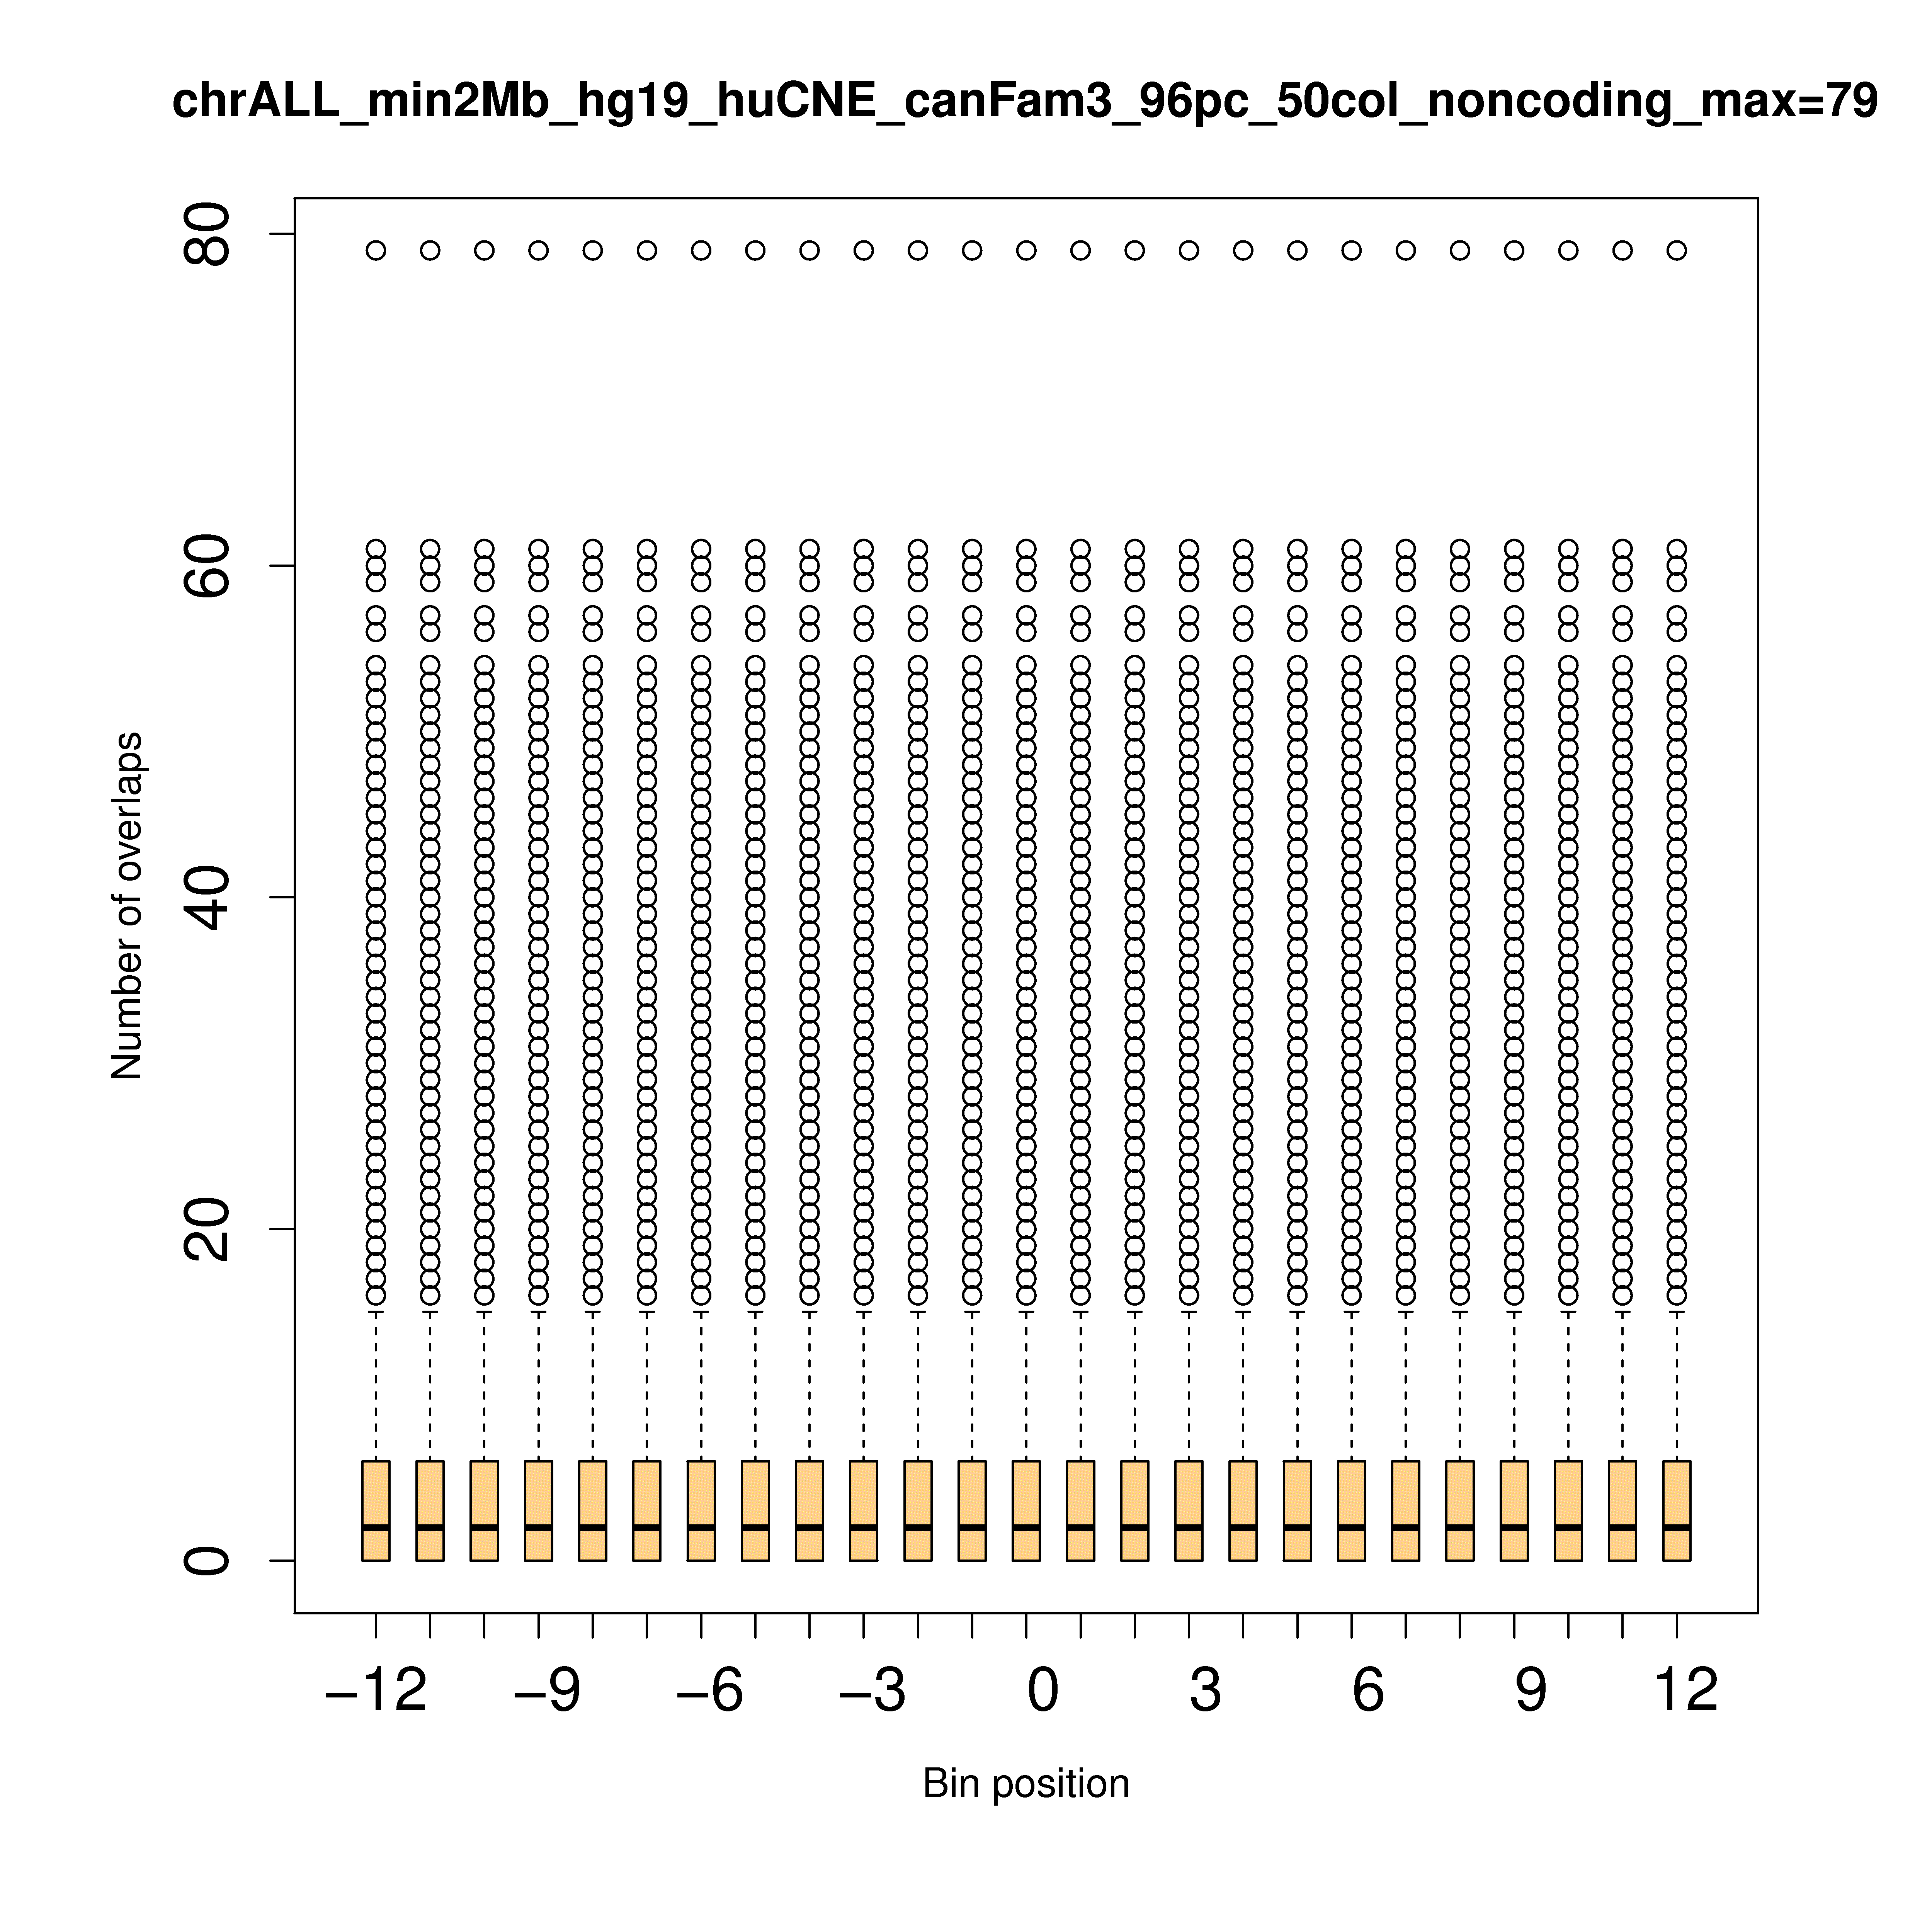 chrALL_min2Mb_hg19_huCNE_canFam3_96pc_50col_noncoding_max=79
80
60
40
20
0
Number of overlaps
−12 −9 −6 −3 0 3 6 9 12
Bin position